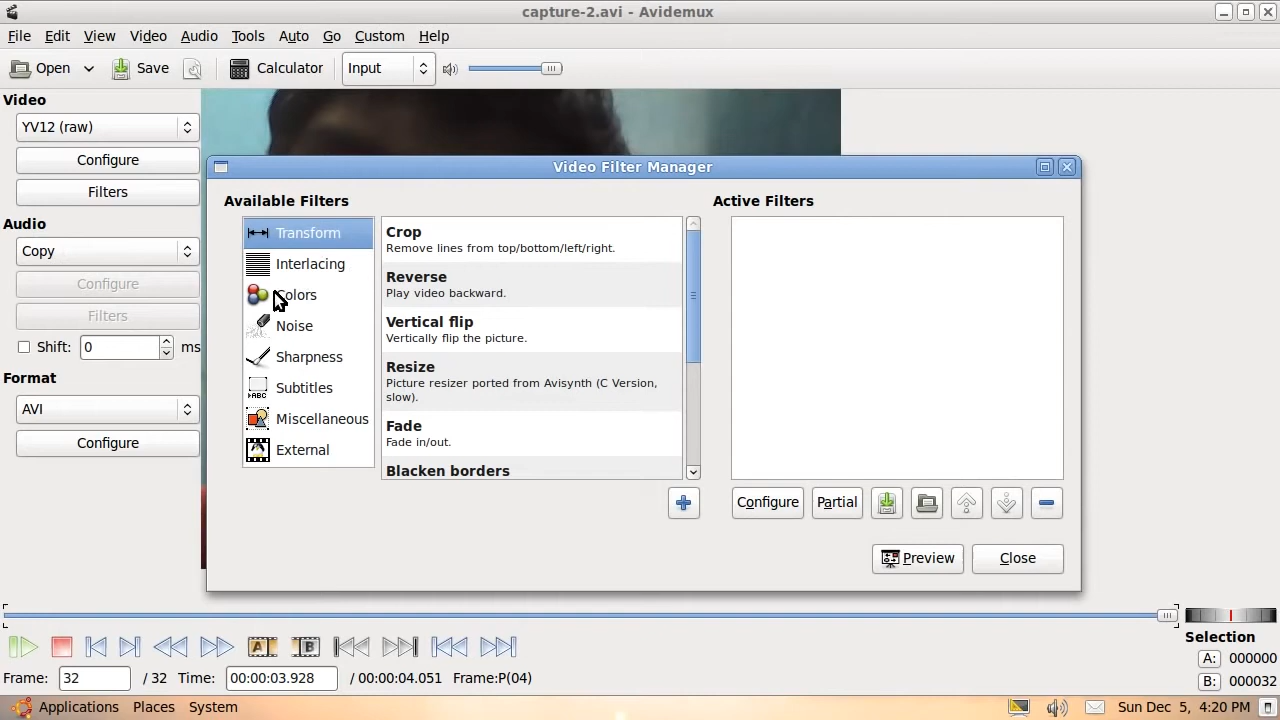 capture-2.avi - Avidemux
File Edit View Video Audio Tools Auto Go Custom Help
Open Save Calculator Input
Video
YV12 (raw)
Configure
Filters
Audio
Copy
Configure
Filters
Shift: 0 ms
Format
AVI
Configure
Video Filter Manager
Available Filters
Transform
Interlacing
Colors
Noise
Sharpness
Subtitles
Miscellaneous
External
Crop
Remove lines from top/bottom/left/right.
Reverse
Play video backward.
Vertical flip
Vertically flip the picture.
Resize
Picture resizer ported from Avisynth (C Version,
slow).
Fade
Fade in/out.
Blacken borders
Active Filters
Configure Partial
Preview Close
A B
Selection
A: 000000
B: 000032
Frame: 32 / 32 Time: 00:00:03.928 / 00:00:04.051 Frame:P(04)
Applications Places System Sun Dec 5, 4:20 PM